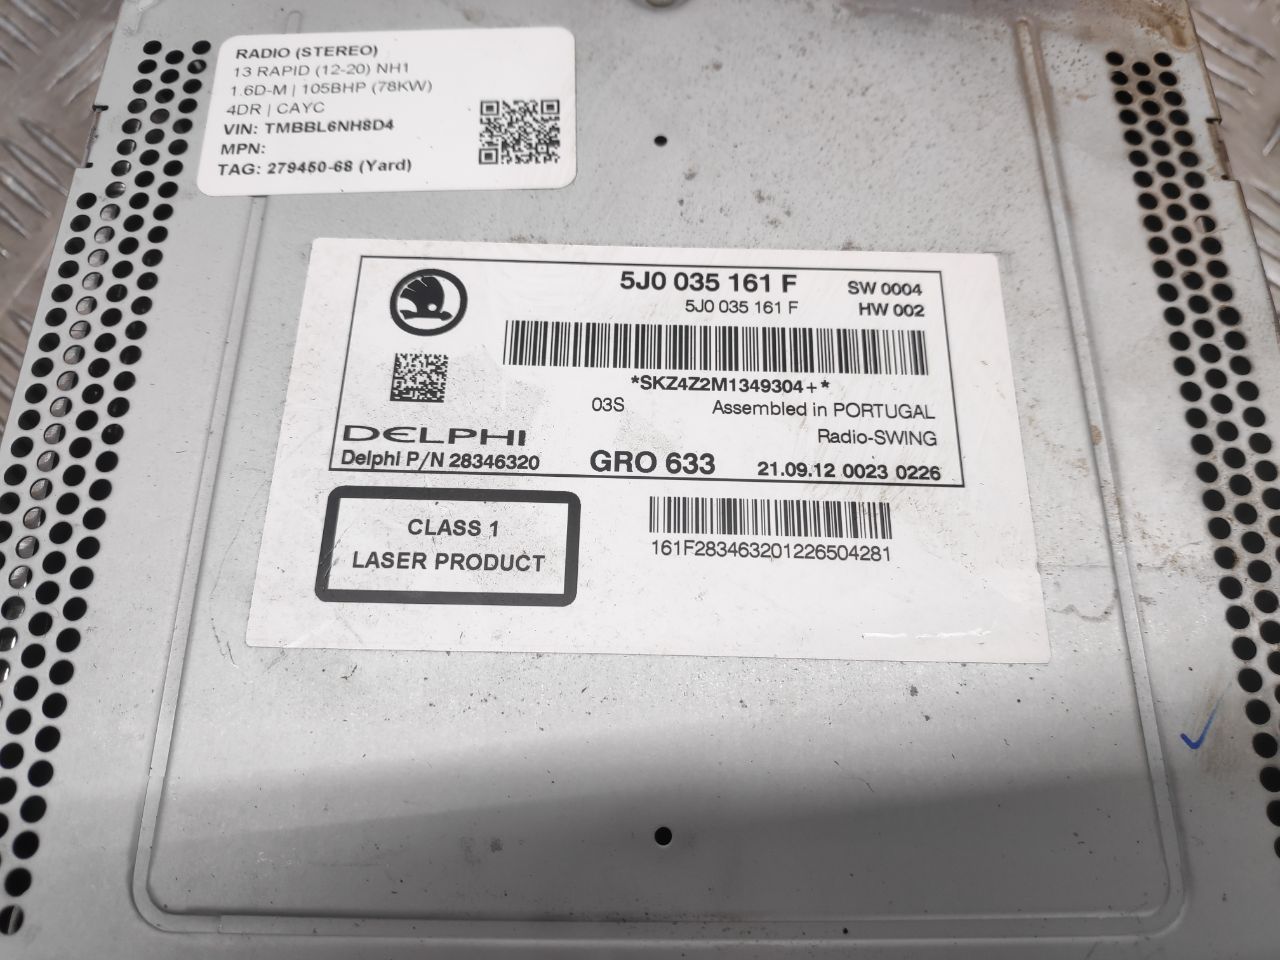 RADIO (STEREO)
13 RAPID (12-20) NH1
1.6D-M | 105BHP (78KW)
4DR | CAYC
VIN: TMBBL6NH8D4
MPN:
TAG: 279450-68 (Yard)
5J0 035 161 F SW 0004
5J0 035 161 F HW 002
*SKZ4Z2M1349304+*
03S Assembled in PORTUGAL
DELPHI Radio-SWING
Delphi P/N 28346320 GRO 633 21.09.12 0023 0226
CLASS 1
LASER PRODUCT
161F283463201226504281